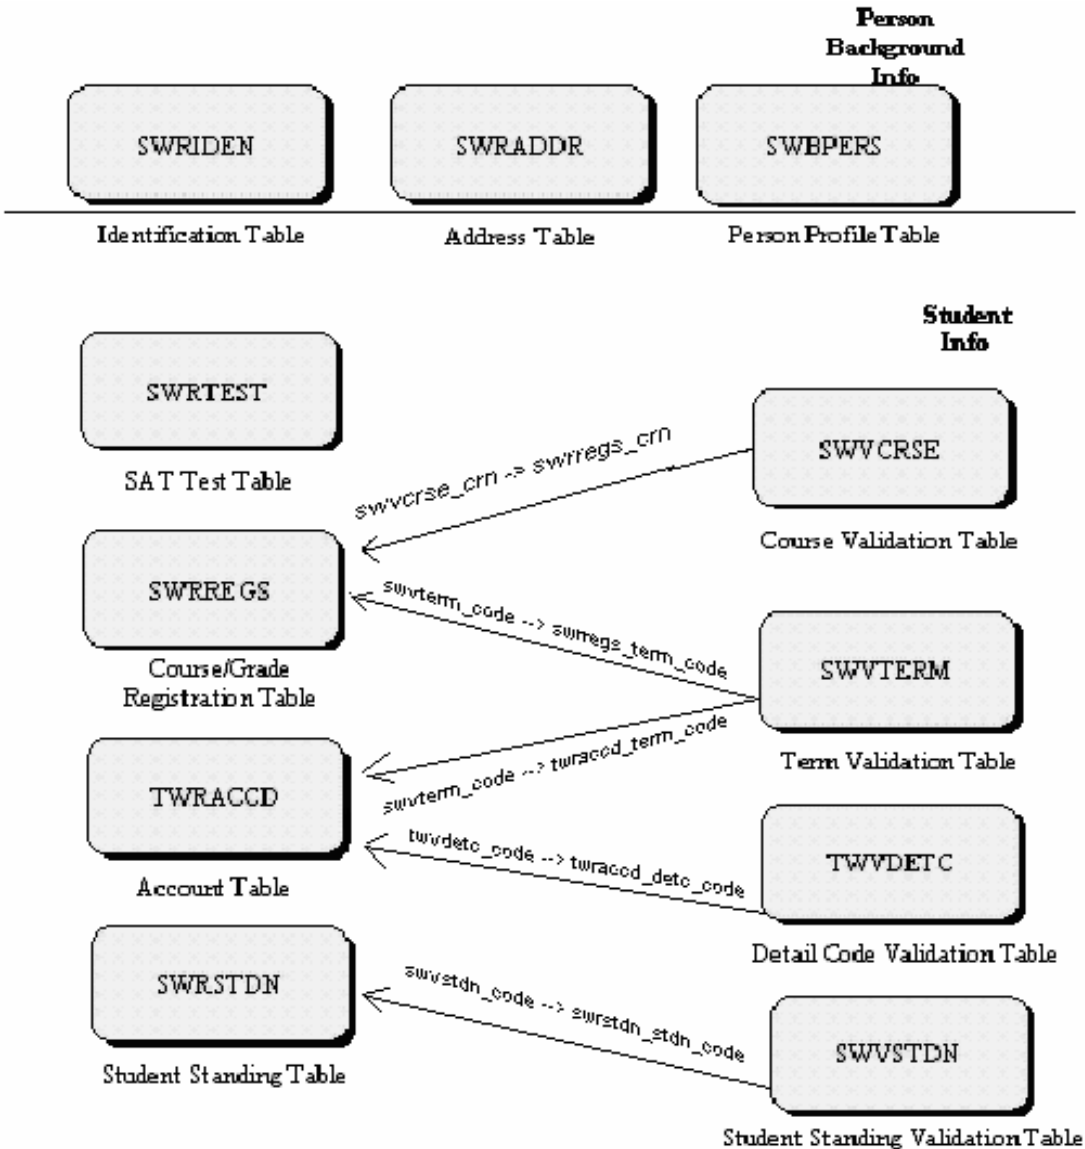 Person
Background
Info
SWRIDEN
SWRADDR
SWBPERS
Identification Table
Address Table
Person Profile Table
Student
Info
SWRTEST
SAT Test Table
SWVCRSE
Course Validation Table
swvcrse_crn -> swrregs_crn
SWRREGS
Course/Grade
Registration Table
swvterm_code --> swrregs_term_code
SWVTERM
Term Validation Table
swvterm_code --> twraccd_term_code
TWRACCD
Account Table
twvdetc_code --> twraccd_detc_code
TWVDETC
Detail Code Validation Table
SWRSTDN
Student Standing Table
swvstdn_code --> swrstdn_stdn_code
SWVSTDN
Student Standing Validation Table